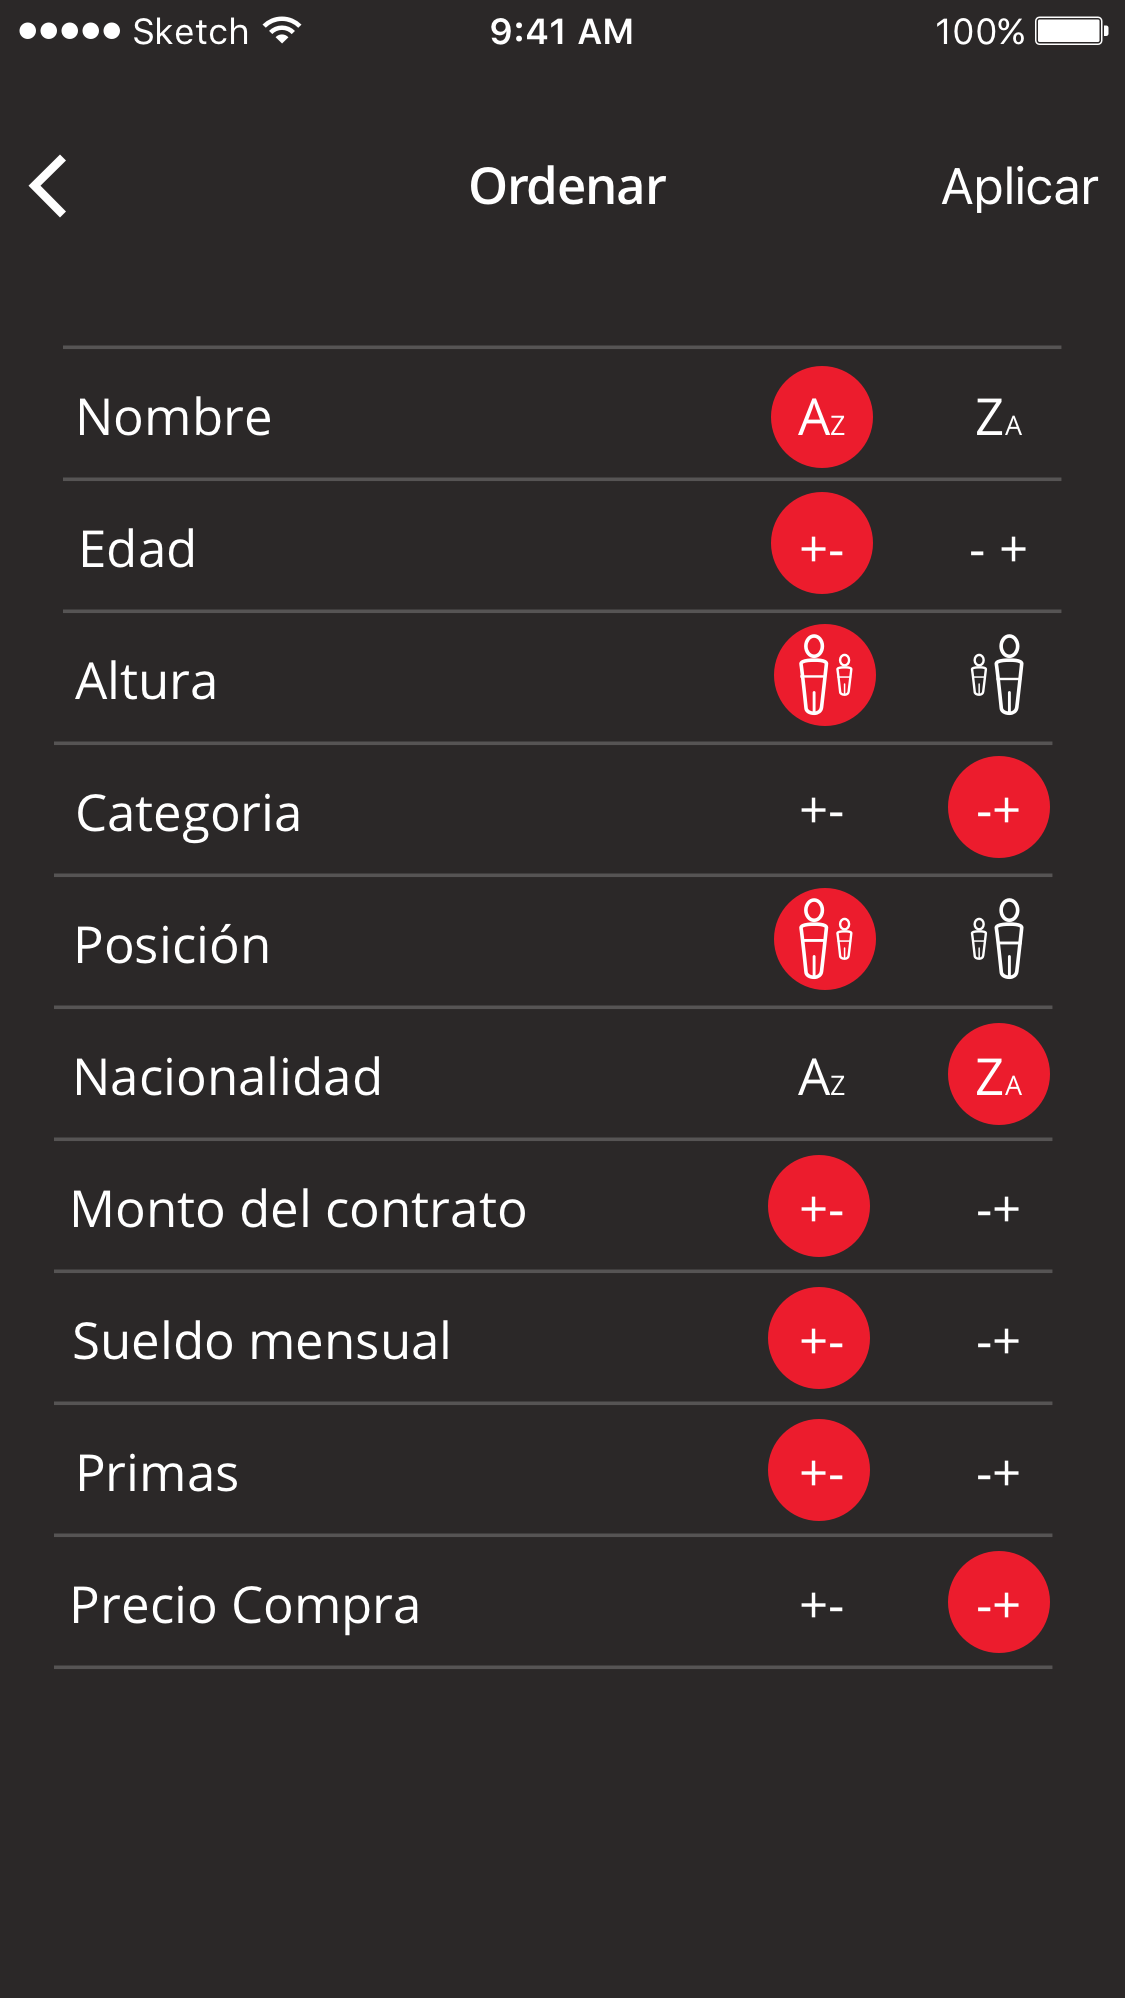 Sketch 9:41 AM 100%
Ordenar Aplicar
Nombre AZ ZA
Edad +- - +
Altura
Categoria +- -+
Posición
Nacionalidad AZ ZA
Monto del contrato +- -+
Sueldo mensual +- -+
Primas +- -+
Precio Compra +- -+